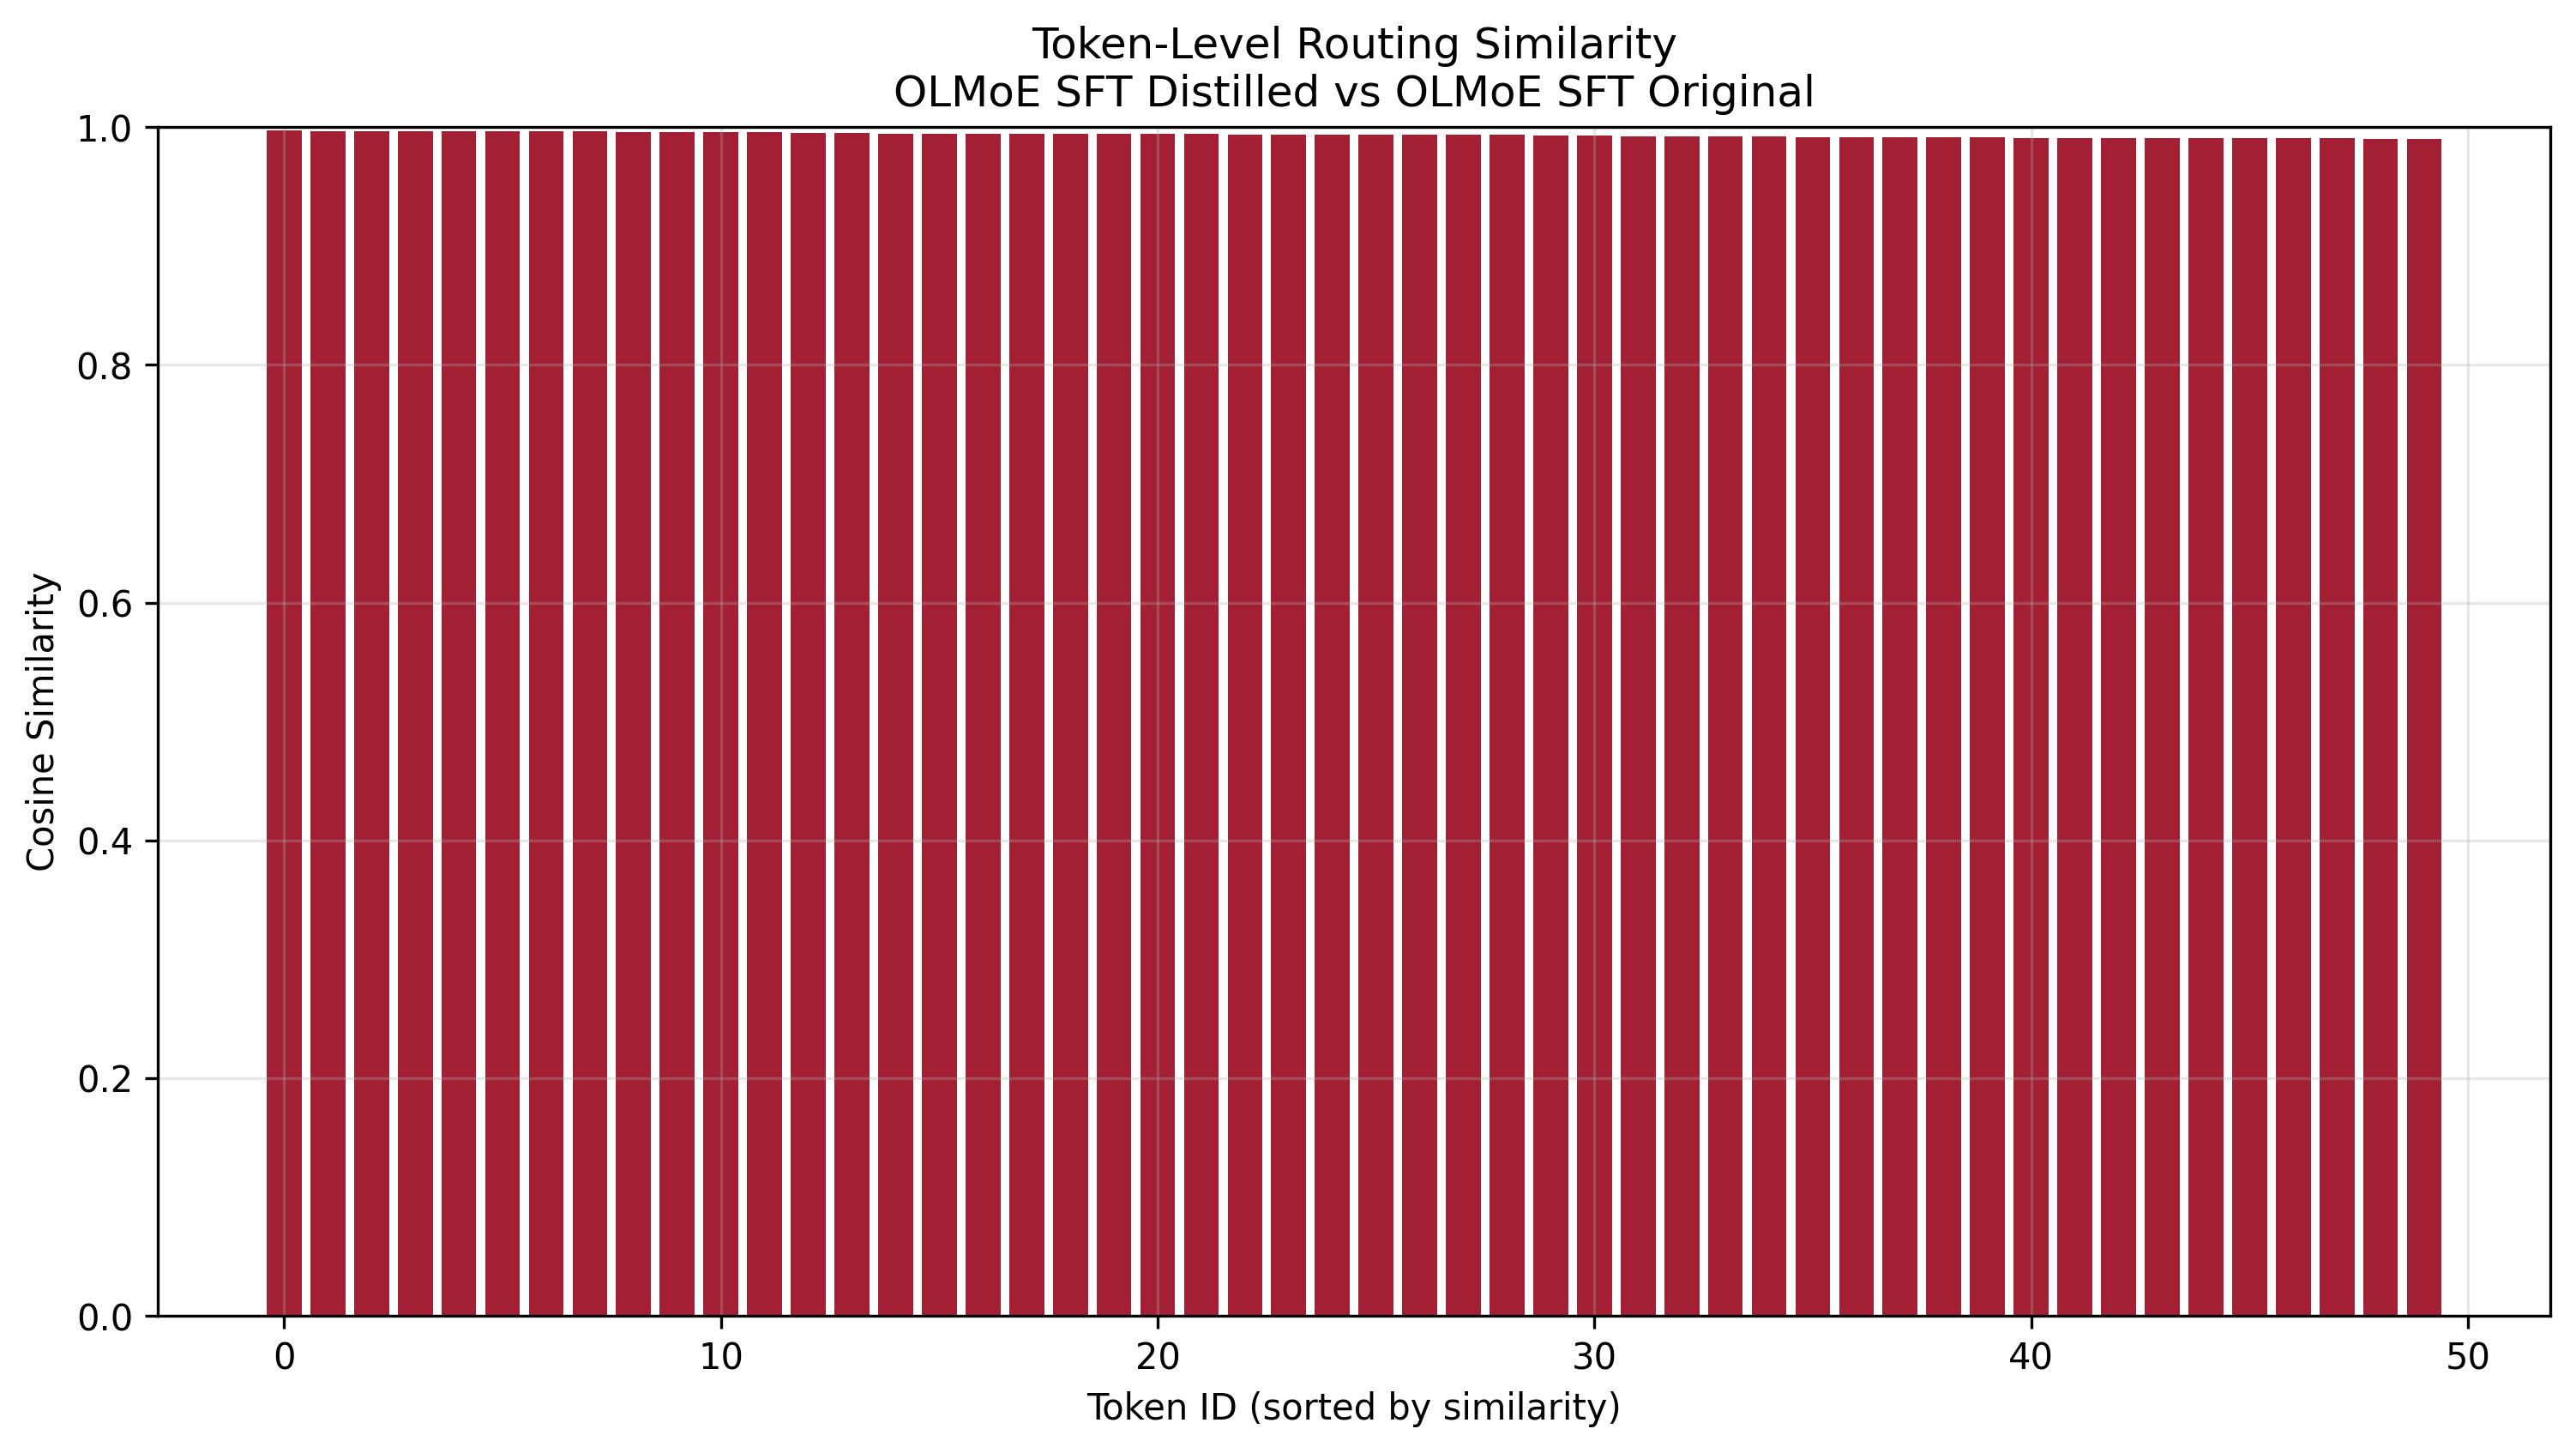 Token-Level Routing Similarity
OLMoE SFT Distilled vs OLMoE SFT Original
1.0
0.8
0.6
0.4
0.2
0.0
Cosine Similarity
0 10 20 30 40 50
Token ID (sorted by similarity)